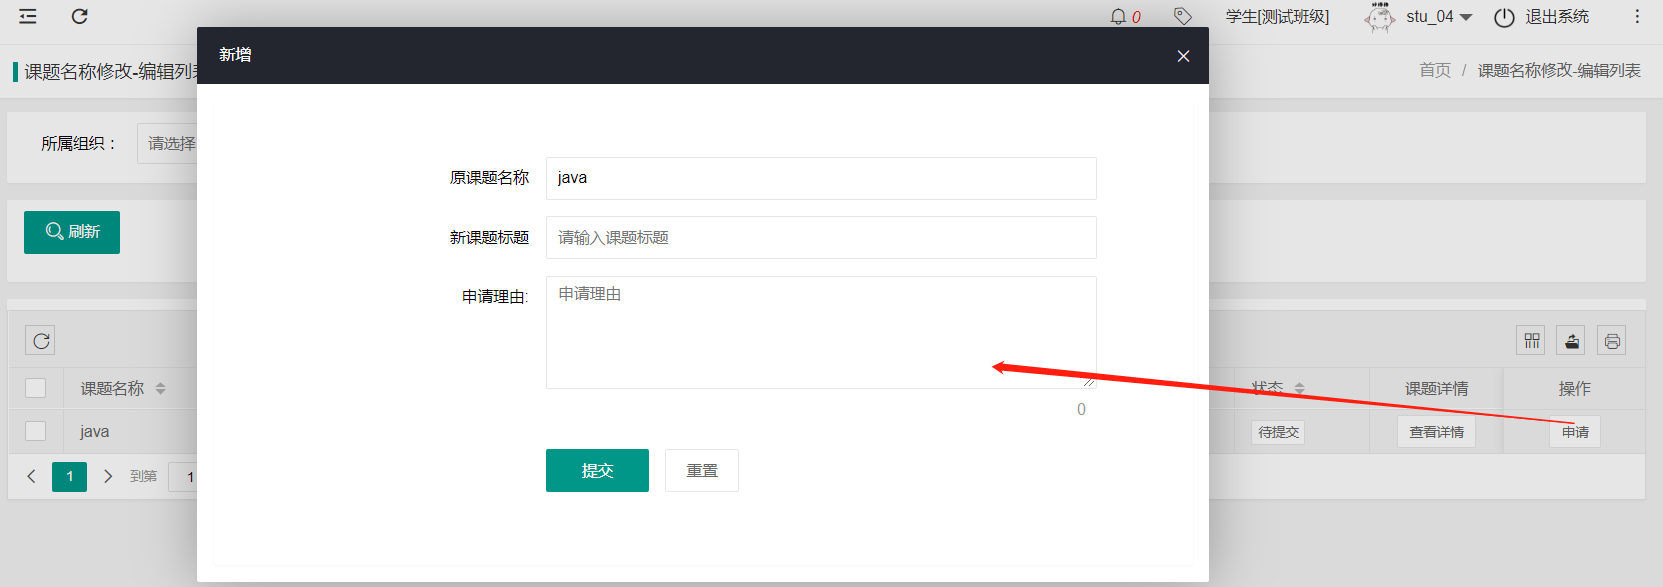 0 学生[测试班级] stu_04 退出系统
课题名称修改-编辑列
首页 / 课题名称修改-编辑列表
新增
所属组织：
请选择
刷新
原课题名称
java
新课题标题
请输入课题标题
申请理由:
申请理由
0
提交
重置
课题名称
状态
课题详情
操作
java
待提交
查看详情
申请
1
到第
1